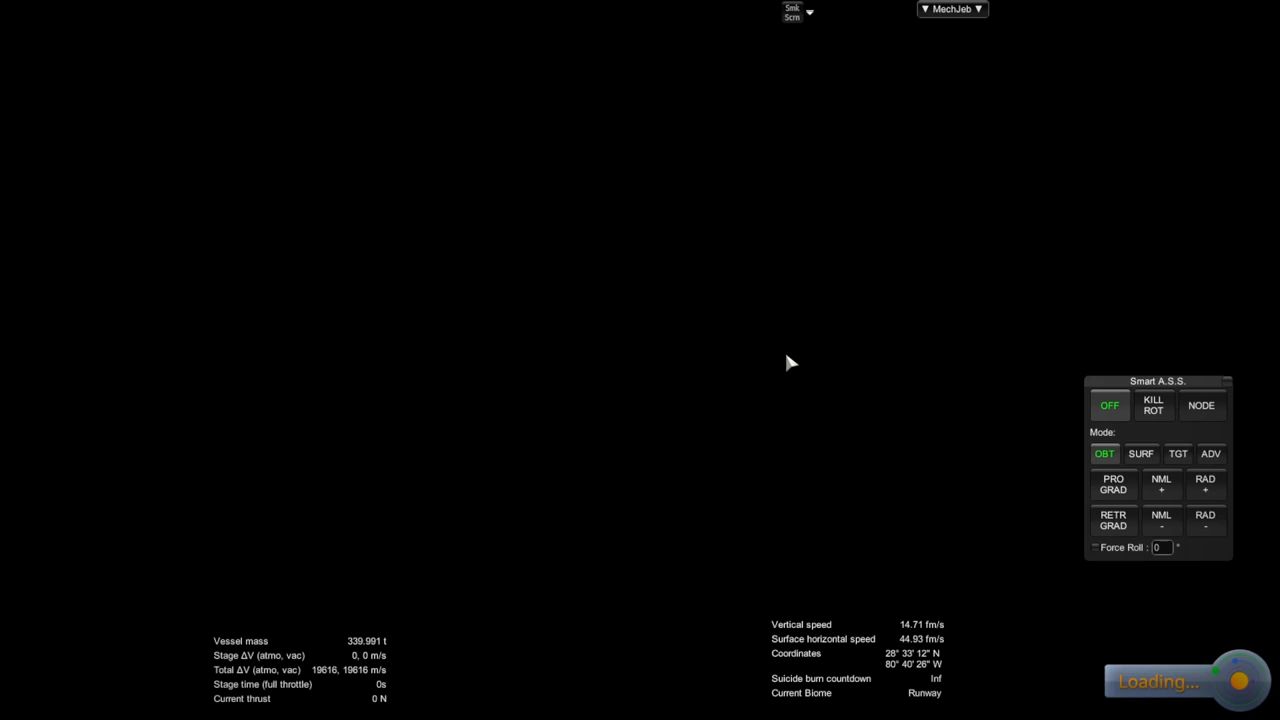 Smk
Scrn
▼ MechJeb ▼
Smart A.S.S.
OFF
KILL
ROT
NODE
Mode:
OBT SURF TGT ADV
PRO
GRAD
NML
+
RAD
+
RETR
GRAD
NML
-
RAD
-
Force Roll : 0 °
Vessel mass 339.991 t
Stage ΔV (atmo, vac) 0, 0 m/s
Total ΔV (atmo, vac) 19616, 19616 m/s
Stage time (full throttle) 0s
Current thrust 0 N
Vertical speed 14.71 fm/s
Surface horizontal speed 44.93 fm/s
Coordinates 28° 33' 12" N
80° 40' 26" W
Suicide burn countdown Inf
Current Biome Runway
Loading...